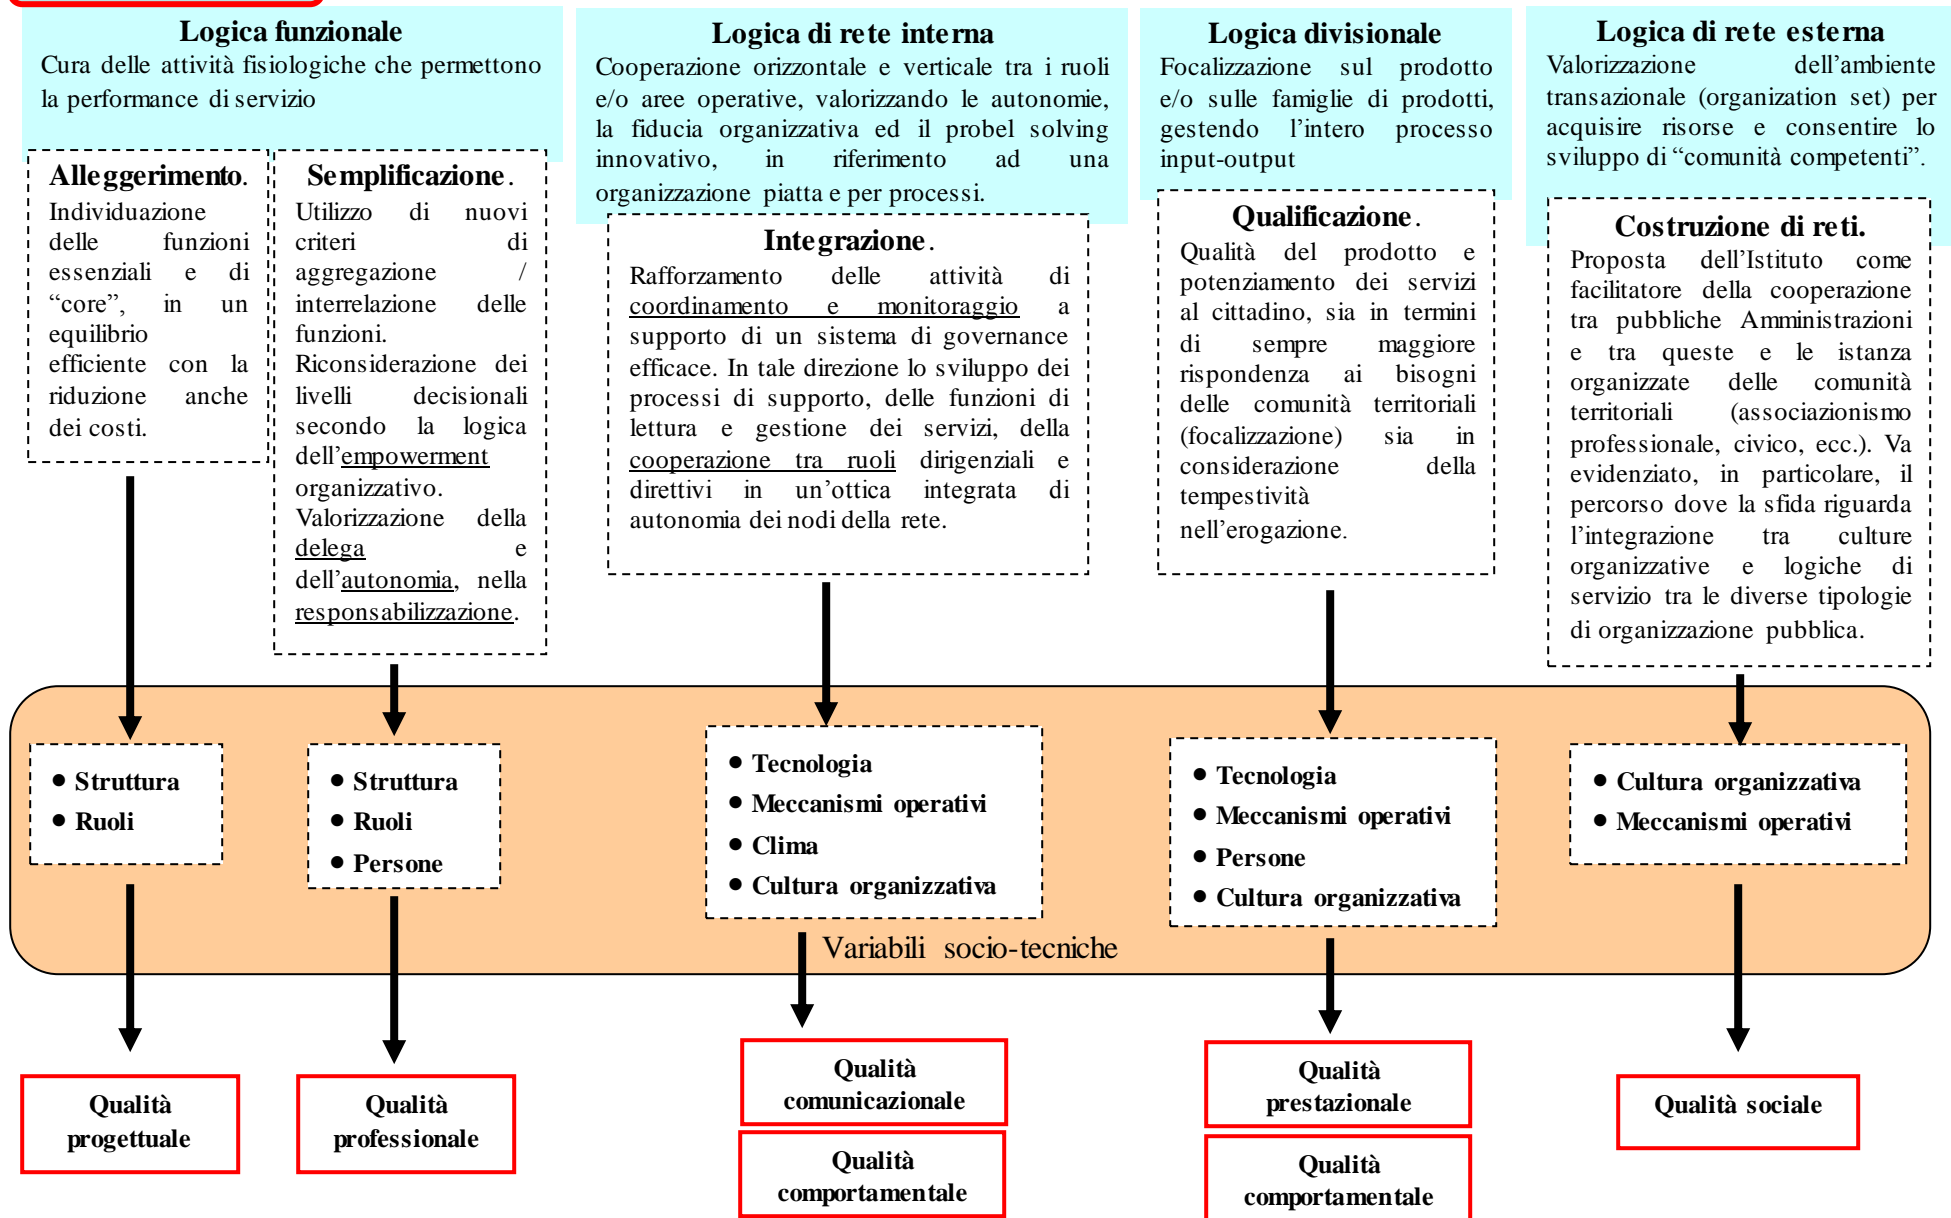 Logica funzionale
Cura delle attività fisiologiche che permettono
la performance di servizio
Alleggerimento.
Individuazione
delle funzioni
essenziali e di
“core”, in un
equilibrio
efficiente con la
riduzione anche
dei costi.
Semplificazione.
Utilizzo di nuovi
criteri di
aggregazione /
interrelazione delle
funzioni.
Riconsiderazione dei
livelli decisionali
secondo la logica
dell’empowerment
organizzativo.
Valorizzazione della
delega e
dell’autonomia, nella
responsabilizzazione.
Logica di rete interna
Cooperazione orizzontale e verticale tra i ruoli
e/o aree operative, valorizzando le autonomie,
la fiducia organizzativa ed il probel solving
innovativo, in riferimento ad una
organizzazione piatta e per processi.
Integrazione.
Rafforzamento delle attività di
coordinamento e monitoraggio a
supporto di un sistema di governance
efficace. In tale direzione lo sviluppo dei
processi di supporto, delle funzioni di
lettura e gestione dei servizi, della
cooperazione tra ruoli dirigenziali e
direttivi in un’ottica integrata di
autonomia dei nodi della rete.
Logica divisionale
Focalizzazione sul prodotto
e/o sulle famiglie di prodotti,
gestendo l’intero processo
input-output
Qualificazione.
Qualità del prodotto e
potenziamento dei servizi
al cittadino, sia in termini
di sempre maggiore
rispondenza ai bisogni
delle comunità territoriali
(focalizzazione) sia in
considerazione della
tempestività
nell’erogazione.
Logica di rete esterna
Valorizzazione dell’ambiente
transazionale (organization set) per
acquisire risorse e consentire lo
sviluppo di “comunità competenti”.
Costruzione di reti.
Proposta dell’Istituto come
facilitatore della cooperazione
tra pubbliche Amministrazioni
e tra queste e le istanza
organizzate delle comunità
territoriali (associazionismo
professionale, civico, ecc.). Va
evidenziato, in particolare, il
percorso dove la sfida riguarda
l’integrazione tra culture
organizzative e logiche di
servizio tra le diverse tipologie
di organizzazione pubblica.
• Struttura
• Ruoli
• Struttura
• Ruoli
• Persone
• Tecnologia
• Meccanismi operativi
• Clima
• Cultura organizzativa
• Tecnologia
• Meccanismi operativi
• Persone
• Cultura organizzativa
• Cultura organizzativa
• Meccanismi operativi
Variabili socio-tecniche
Qualità
progettuale
Qualità
professionale
Qualità
comunicazionale
Qualità
comportamentale
Qualità
prestazionale
Qualità
comportamentale
Qualità sociale